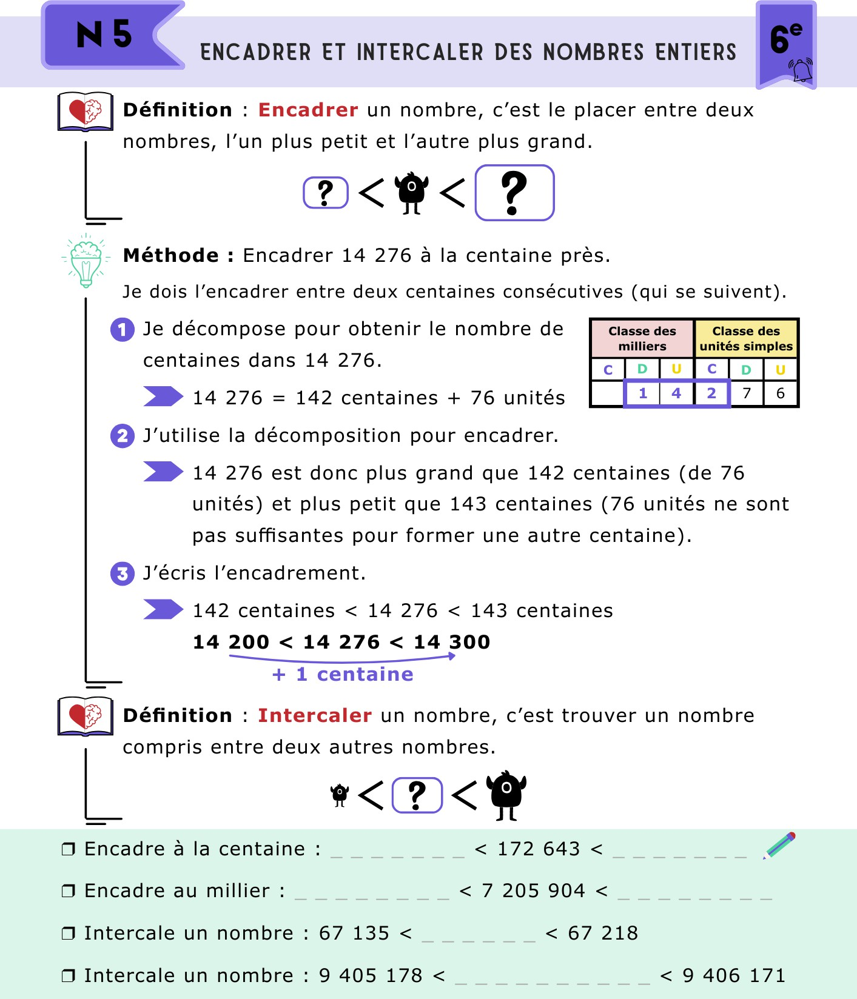 N 5
ENCADRER ET INTERCALER DES NOMBRES ENTIERS
6e
Définition : Encadrer un nombre, c’est le placer entre deux
nombres, l’un plus petit et l’autre plus grand.
? < < ?
Méthode : Encadrer 14 276 à la centaine près.
Je dois l’encadrer entre deux centaines consécutives (qui se suivent).
1 Je décompose pour obtenir le nombre de
centaines dans 14 276.
14 276 = 142 centaines + 76 unités
Classe des milliers Classe des unités simples
C D U C D U
1 4 2 7 6
2 J’utilise la décomposition pour encadrer.
14 276 est donc plus grand que 142 centaines (de 76
unités) et plus petit que 143 centaines (76 unités ne sont
pas suffisantes pour former une autre centaine).
3 J’écris l’encadrement.
142 centaines < 14 276 < 143 centaines
14 200 < 14 276 < 14 300
+ 1 centaine
Définition : Intercaler un nombre, c’est trouver un nombre
compris entre deux autres nombres.
< ? <
❐ Encadre à la centaine : _ _ _ _ _ _ _ < 172 643 < _ _ _ _ _ _ _
❐ Encadre au millier : _ _ _ _ _ _ _ _ < 7 205 904 < _ _ _ _ _ _ _ _
❐ Intercale un nombre : 67 135 < _ _ _ _ _ _ < 67 218
❐ Intercale un nombre : 9 405 178 < _ _ _ _ _ _ _ _ _ _ < 9 406 171